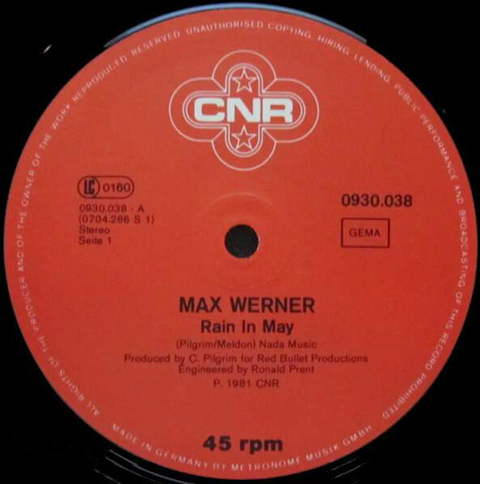 ALL RIGHTS OF THE PRODUCER AND OF THE OWNER OF THE WORK REPRODUCED RESERVED. UNAUTHORISED COPYING, HIRING, LENDING, PUBLIC PERFORMANCE AND BROADCASTING OF THIS RECORD PROHIBITED
CNR
LC 0160
0930.038 - A
(0704.286 S 1)
Stereo
Seite 1
0930.038
GEMA
MAX WERNER
Rain In May
(Pilgrim/Meldon) Nada Music
Produced by C. Pilgrim for Red Bullet Productions
Engineered by Ronald Prent
P. 1981 CNR
45 rpm
MADE IN GERMANY BY METRONOME MUSIK GMBH